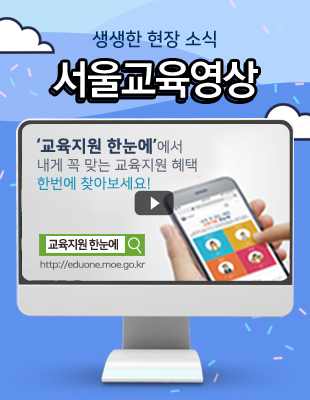 생생한 현장 소식
서울교육영상
‘교육지원 한눈에’에서
내게 꼭 맞는 교육지원 혜택
한번에 찾아보세요!
교육지원 한눈에
http://eduone.moe.go.kr